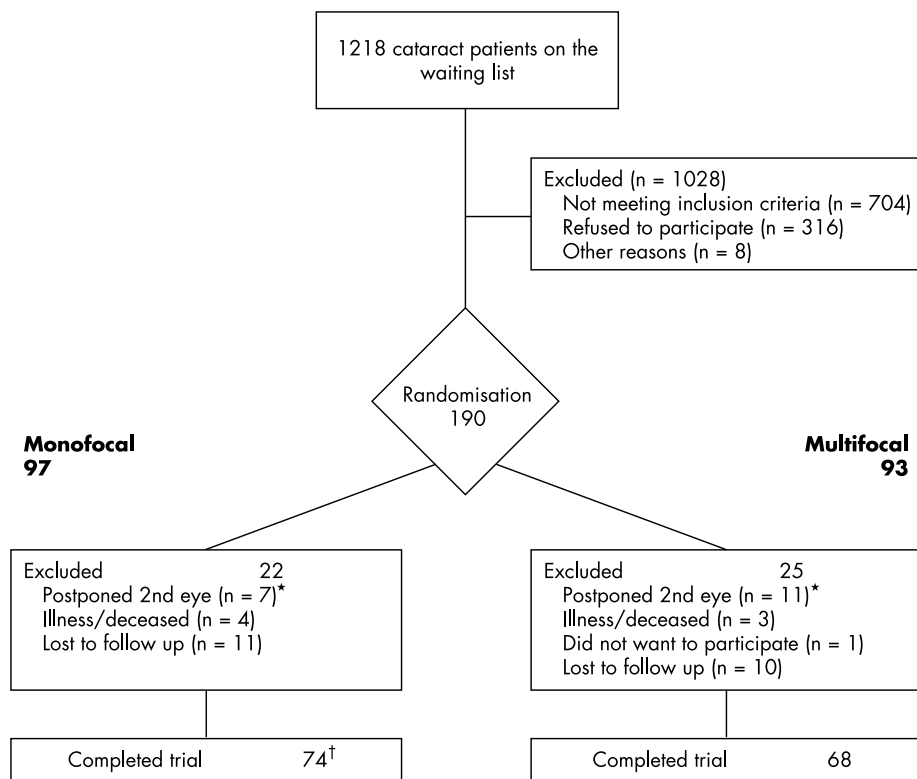 1218 cataract patients on the
waiting list
Excluded (n = 1028)
Not meeting inclusion criteria (n = 704)
Refused to participate (n = 316)
Other reasons (n = 8)
Randomisation
190
Monofocal
97
Multifocal
93
Excluded 22
Postponed 2nd eye (n = 7)★
Illness/deceased (n = 4)
Lost to follow up (n = 11)
Excluded 25
Postponed 2nd eye (n = 11)★
Illness/deceased (n = 3)
Did not want to participate (n = 1)
Lost to follow up (n = 10)
Completed trial 74†
Completed trial 68